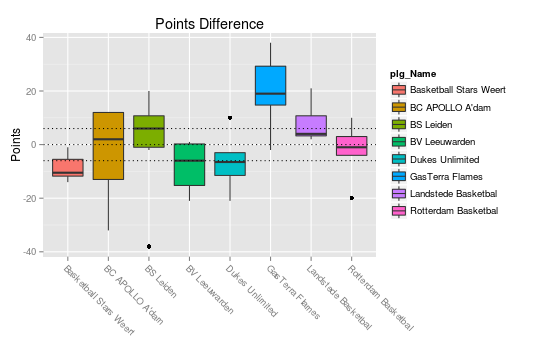 Points Difference
Points
40
20
0
-20
-40
Basketball Stars Weert
BC APOLLO A'dam
BS Leiden
BV Leeuwarden
Dukes Unlimited
GasTerra Flames
Landstede Basketbal
Rotterdam Basketbal
plg_Name
Basketball Stars Weert
BC APOLLO A'dam
BS Leiden
BV Leeuwarden
Dukes Unlimited
GasTerra Flames
Landstede Basketbal
Rotterdam Basketbal